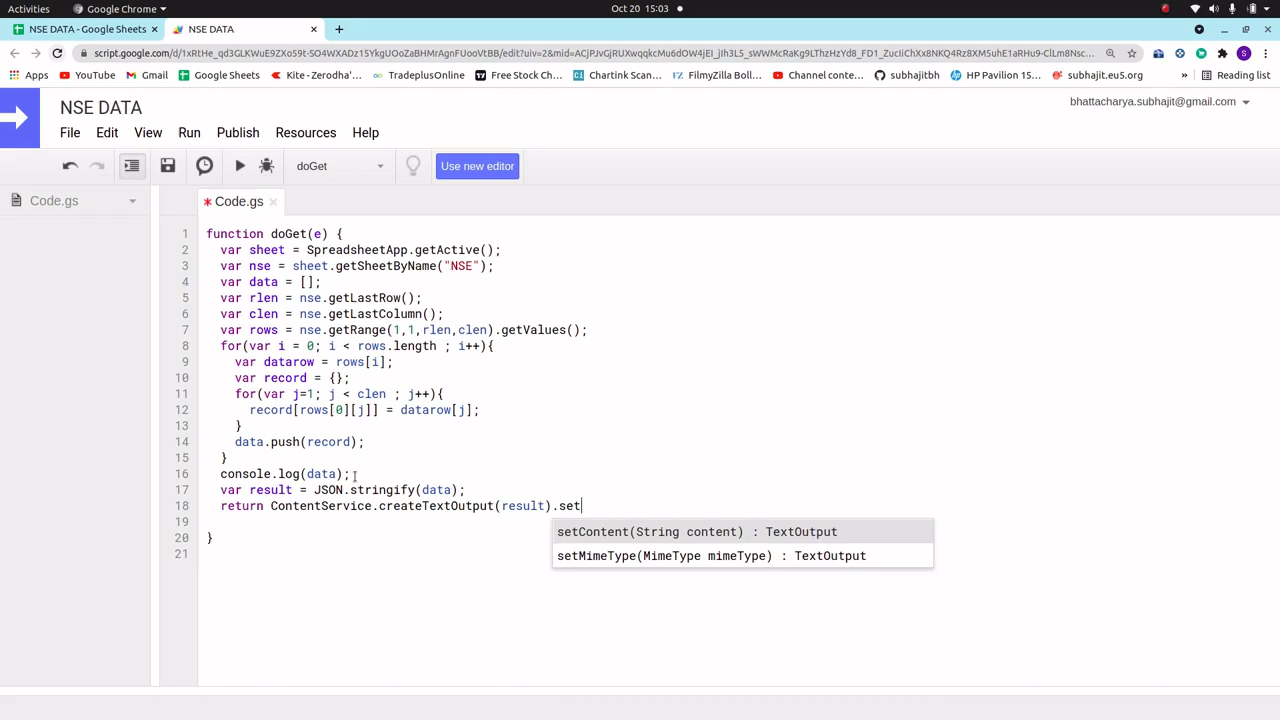 Activities
Google Chrome
Oct 20 15:03
NSE DATA - Google Sheets
NSE DATA
script.google.com/d/1xRtHe_qd3GLKWuE9ZXoS9t-SO4WXADz15YkgUOoZaBHMrAgnFUooVtBB/edit?uiv=2&mid=
Apps
YouTube
Gmail
Google Sheets
Kite - Zerodha'...
TradeplusOnline
Free Stock Ch...
Chartink Scan...
FilmyZilla Boll...
Channel conte...
subhajitbh
HP Pavilion 15...
subhajit.eu5.org
»
Reading list
NSE DATA
bhattacharya.subhajit@gmail.com
File Edit View Run Publish Resources Help
doGet
Use new editor
Code.gs
* Code.gs ×
1 function doGet(e) {
2 var sheet = SpreadsheetApp.getActive();
3 var nse = sheet.getSheetByName("NSE");
4 var data = [];
5 var rlen = nse.getLastRow();
6 var clen = nse.getLastColumn();
7 var rows = nse.getRange(1,1,rlen,clen).getValues();
8 for(var i = 0; i < rows.length ; i++){
9 var datarow = rows[i];
10 var record = {};
11 for(var j=1; j < clen ; j++){
12 record[rows[0][j]] = datarow[j];
13 }
14 data.push(record);
15 }
16 console.log(data);
17 var result = JSON.stringify(data);
18 return ContentService.createTextOutput(result).set
setContent(String content) : TextOutput
19
setMimeType(MimeType mimeType) : TextOutput
20 }
21